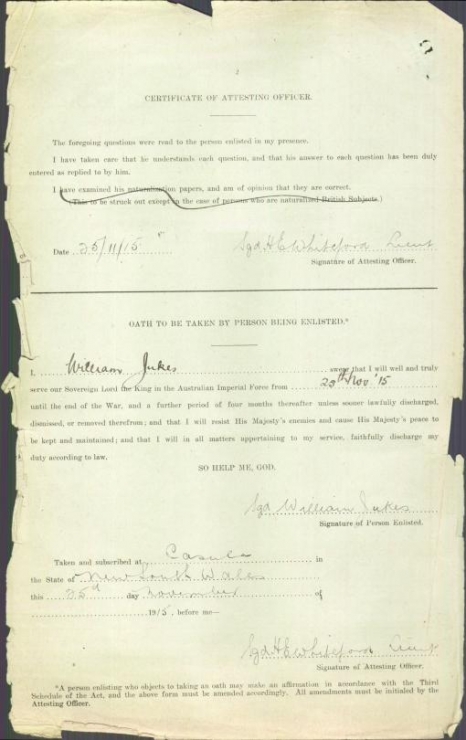 2
CERTIFICATE OF ATTESTING OFFICER.
The foregoing questions were read to the person enlisted in my presence.
I have taken care that he understands each question, and that his answer to each question has been duly
entered as replied to by him.
I have examined his naturalisation papers, and am of opinion that they are correct.
(This to be struck out except in the case of persons who are naturalised British Subjects.)
Date 25/11/15 Sgd H E Whiteford Lieut
Signature of Attesting Officer.
OATH TO BE TAKEN BY PERSON BEING ENLISTED.*
I, William Jukes swear that I will well and truly
serve our Sovereign Lord the King in the Australian Imperial Force from Nov '15
until the end of the War, and a further period of four months thereafter unless sooner lawfully discharged,
dismissed, or removed therefrom; and that I will resist His Majesty's enemies and cause His Majesty's peace to
be kept and maintained; and that I will in all matters appertaining to my service, faithfully discharge my
duty according to law.
SO HELP ME, GOD.
Sgd William Jukes
Signature of Person Enlisted.
Taken and subscribed at Casula in
the State of New South Wales
this 25th day November of
1915, before me—
Sgd H E Whiteford Lieut
Signature of Attesting Officer.
*A person enlisting who objects to taking an oath may make an affirmation in accordance with the Third
Schedule of the Act, and the above form must be amended accordingly. All amendments must be initialed by the
Attesting Officer.